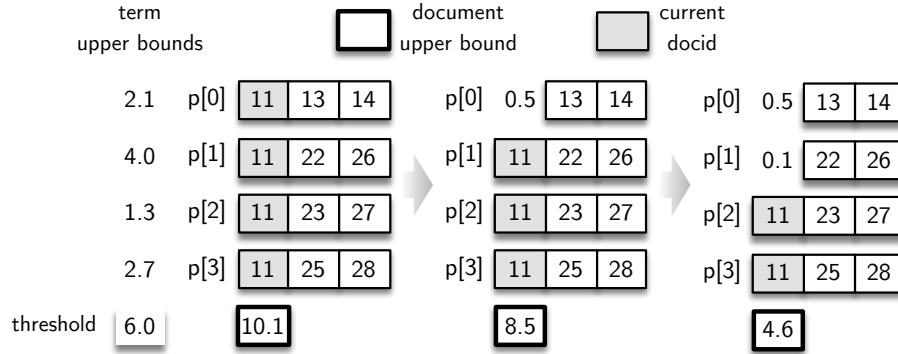 term upper bounds
document upper bound
current docid
2.1 p[0] 11 13 14 p[0] 0.5 13 14 p[0] 0.5 13 14
4.0 p[1] 11 22 26 p[1] 11 22 26 p[1] 0.1 22 26
1.3 p[2] 11 23 27 p[2] 11 23 27 p[2] 11 23 27
2.7 p[3] 11 25 28 p[3] 11 25 28 p[3] 11 25 28
threshold 6.0 10.1 8.5 4.6